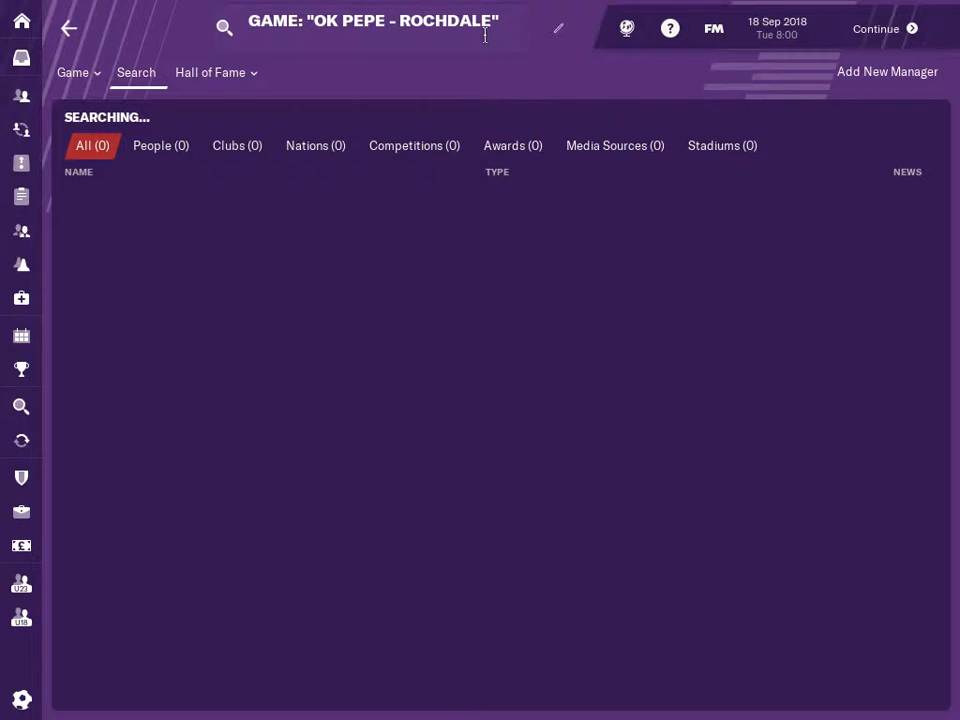 GAME: "OK PEPE - ROCHDALE"
FM
18 Sep 2018
Tue 8:00
Continue
Game
Search
Hall of Fame
Add New Manager
SEARCHING...
All (0)
People (0)
Clubs (0)
Nations (0)
Competitions (0)
Awards (0)
Media Sources (0)
Stadiums (0)
NAME
TYPE
NEWS
£
U23
U18